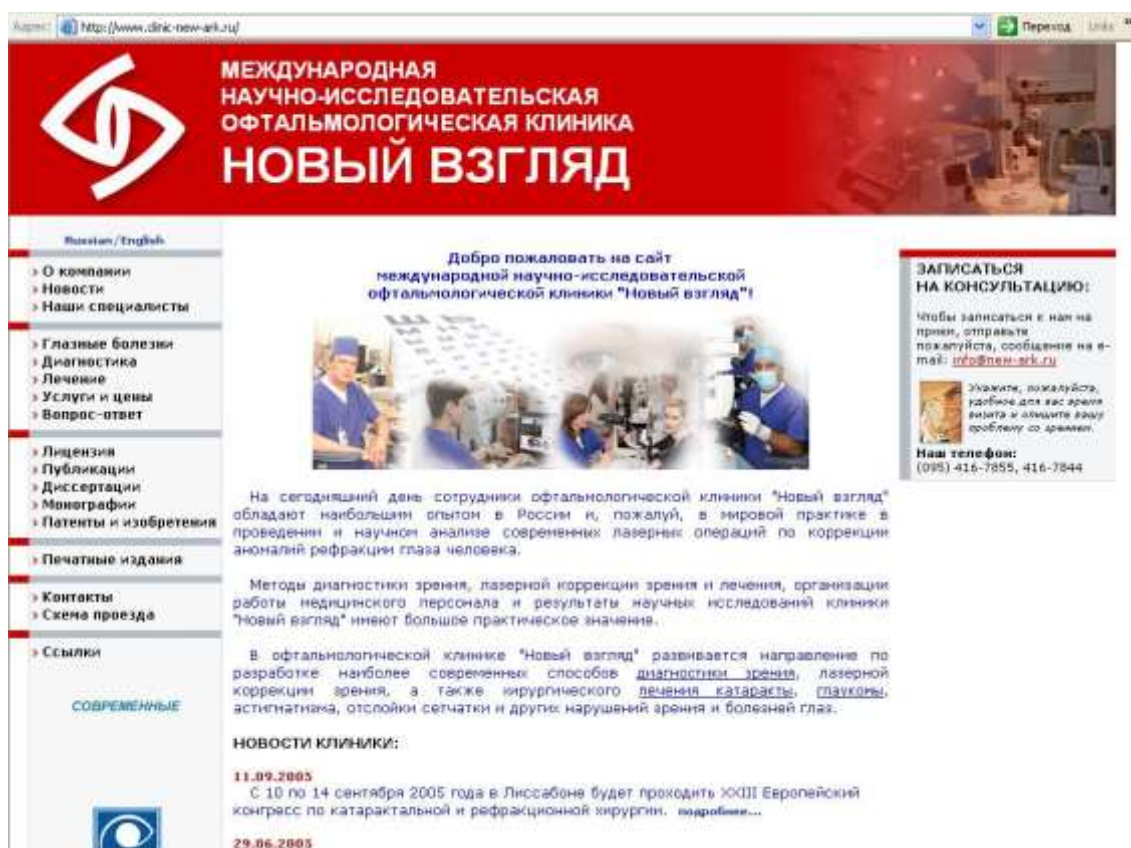 Адрес: http://www.clinic-new-ark.ru/ Переход Links
МЕЖДУНАРОДНАЯ
НАУЧНО-ИССЛЕДОВАТЕЛЬСКАЯ
ОФТАЛЬМОЛОГИЧЕСКАЯ КЛИНИКА
НОВЫЙ ВЗГЛЯД
Russian/English
› О компании
› Новости
› Наши специалисты
› Глазные болезни
› Диагностика
› Лечение
› Услуги и цены
› Вопрос-ответ
› Лицензия
› Публикации
› Диссертации
› Монографии
› Патенты и изобретения
› Печатные издания
› Контакты
› Схема проезда
› Ссылки
СОВРЕМЕННЫЕ
Добро пожаловать на сайт
международной научно-исследовательской
офтальмологической клиники "Новый взгляд"!
На сегодняшний день сотрудники офтальмологической клиники "Новый взгляд"
обладают наибольшим опытом в России и, пожалуй, в мировой практике в
проведении и научном анализе современных лазерных операций по коррекции
аномалий рефракции глаза человека.
Методы диагностики зрения, лазерной коррекции зрения и лечения, организации
работы медицинского персонала и результаты научных исследований клиники
"Новый взгляд" имеют большое практическое значение.
В офтальмологической клинике "Новый взгляд" развивается направление по
разработке наиболее современных способов диагностики зрения, лазерной
коррекции зрения, а также хирургического лечения катаракты, глаукомы,
астигматизма, отслойки сетчатки и других нарушений зрения и болезней глаз.
НОВОСТИ КЛИНИКИ:
11.09.2005
С 10 по 14 сентября 2005 года в Лиссабоне будет проходить XXIII Европейский
конгресс по катарактальной и рефракционной хирургии. подробнее...
29.06.2005
ЗАПИСАТЬСЯ
НА КОНСУЛЬТАЦИЮ:
Чтобы записаться к нам на
прием, отправьте
пожалуйста, сообщение на e-
mail: info@new-ark.ru
Укажите, пожалуйста,
удобное для вас время
визита и опишите вашу
проблему со зрением.
Наш телефон:
(095) 416-7855, 416-7844